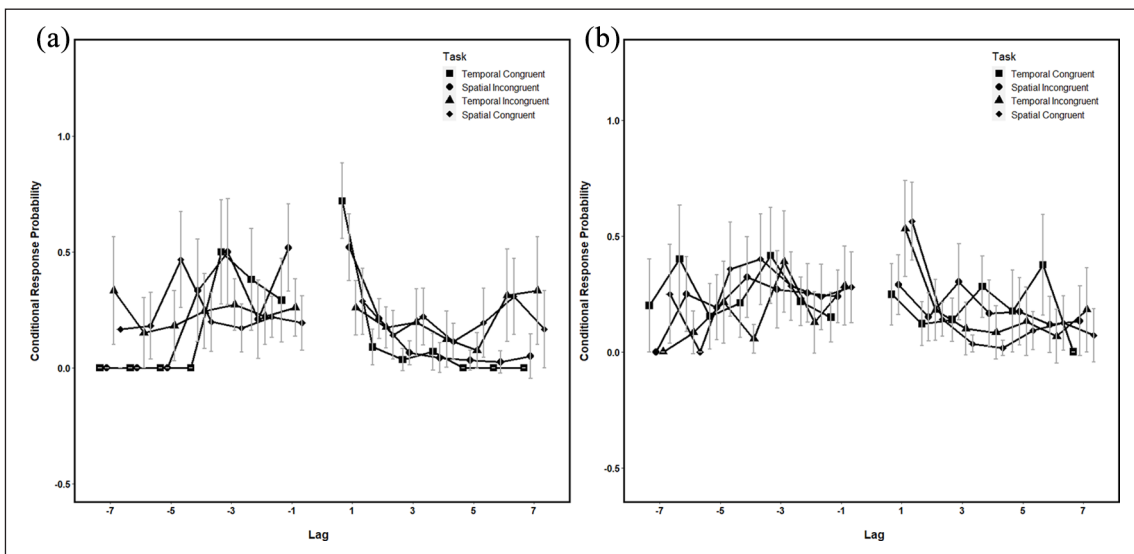 (a)
Task
Temporal Congruent
Spatial Incongruent
Temporal Incongruent
Spatial Congruent
Conditional Response Probability
1.0
0.5
0.0
-0.5
-7 -5 -3 -1 1 3 5 7
Lag
(b)
Task
Temporal Congruent
Spatial Incongruent
Temporal Incongruent
Spatial Congruent
Conditional Response Probability
1.0
0.5
0.0
-0.5
-7 -5 -3 -1 1 3 5 7
Lag